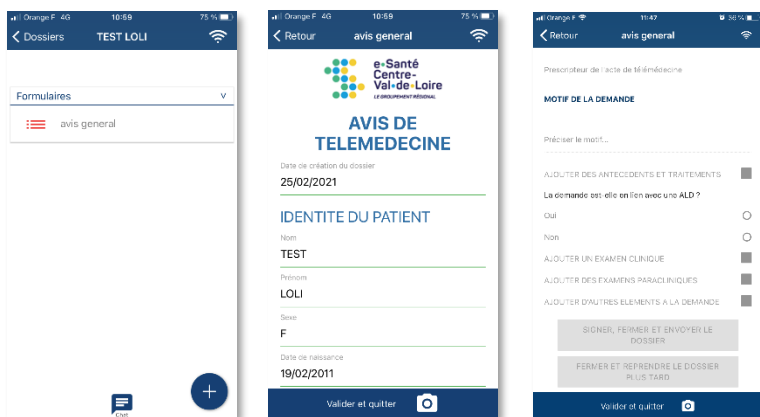 Orange F 4G 10:59 75 %
Dossiers TEST LOLI
Formulaires V
avis general
Chat
Orange F 4G 10:59 75 %
Retour avis general
e-Santé
Centre-
Val•de•Loire
LE GROUPEMENT RÉGIONAL
AVIS DE
TELEMEDECINE
Date de création du dossier
25/02/2021
IDENTITE DU PATIENT
Nom
TEST
Prénom
LOLI
Sexe
F
Date de naissance
19/02/2011
Valider et quitter
Orange F 11:47 36 %
Retour avis general
Prescripteur de l'acte de télémédecine
MOTIF DE LA DEMANDE
Préciser le motif...
AJOUTER DES ANTECEDENTS ET TRAITEMENTS
La demande est-elle en lien avec une ALD ?
Oui
Non
AJOUTER UN EXAMEN CLINIQUE
AJOUTER DES EXAMENS PARACLINIQUES
AJOUTER D'AUTRES ELEMENTS A LA DEMANDE
SIGNER, FERMER ET ENVOYER LE
DOSSIER
FERMER ET REPRENDRE LE DOSSIER
PLUS TARD
Valider et quitter